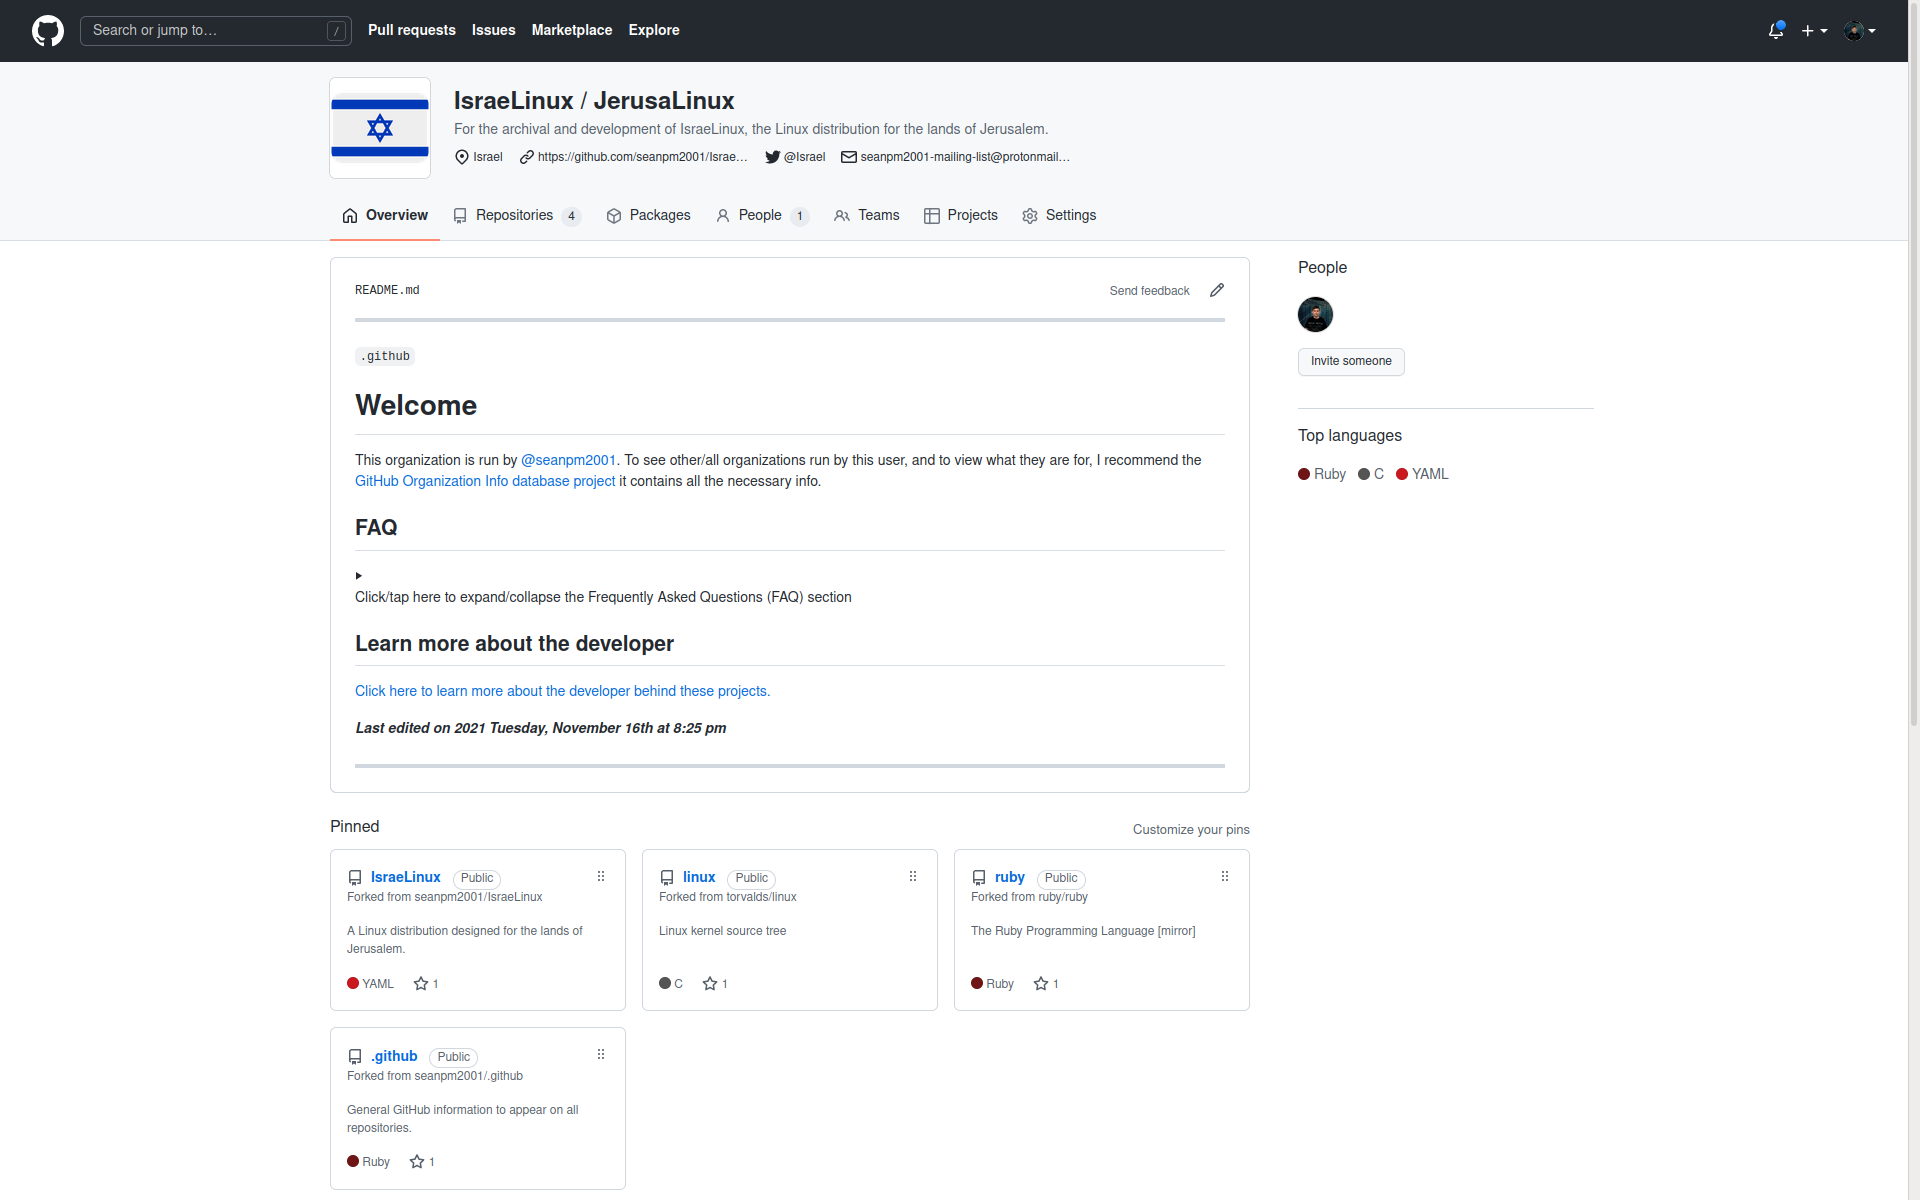 Search or jump to…
/
Pull requests Issues Marketplace Explore
IsraeLinux / JerusaLinux
For the archival and development of IsraeLinux, the Linux distribution for the lands of Jerusalem.
Israel https://github.com/seanpm2001/Israe… @Israel seanpm2001-mailing-list@protonmail…
Overview Repositories 4 Packages People 1 Teams Projects Settings
README.md
Send feedback
.github
Welcome
This organization is run by @seanpm2001. To see other/all organizations run by this user, and to view what they are for, I recommend the
GitHub Organization Info database project it contains all the necessary info.
FAQ
Click/tap here to expand/collapse the Frequently Asked Questions (FAQ) section
Learn more about the developer
Click here to learn more about the developer behind these projects.
Last edited on 2021 Tuesday, November 16th at 8:25 pm
People
Invite someone
Top languages
Ruby C YAML
Pinned
Customize your pins
IsraeLinux Public
Forked from seanpm2001/IsraeLinux
A Linux distribution designed for the lands of
Jerusalem.
YAML 1
linux Public
Forked from torvalds/linux
Linux kernel source tree
C 1
ruby Public
Forked from ruby/ruby
The Ruby Programming Language [mirror]
Ruby 1
.github Public
Forked from seanpm2001/.github
General GitHub information to appear on all
repositories.
Ruby 1